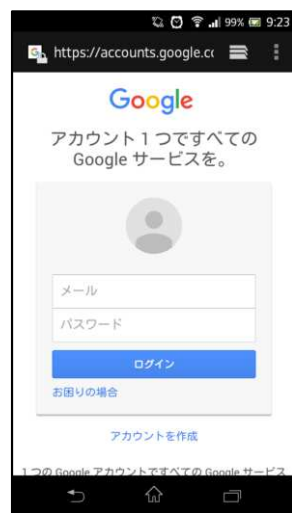 99% 9:23
https://accounts.google.co
Google
アカウント1つですべての
Google サービスを。
メール
パスワード
ログイン
お困りの場合
アカウントを作成
1つの Google アカウントですべての Google サービス